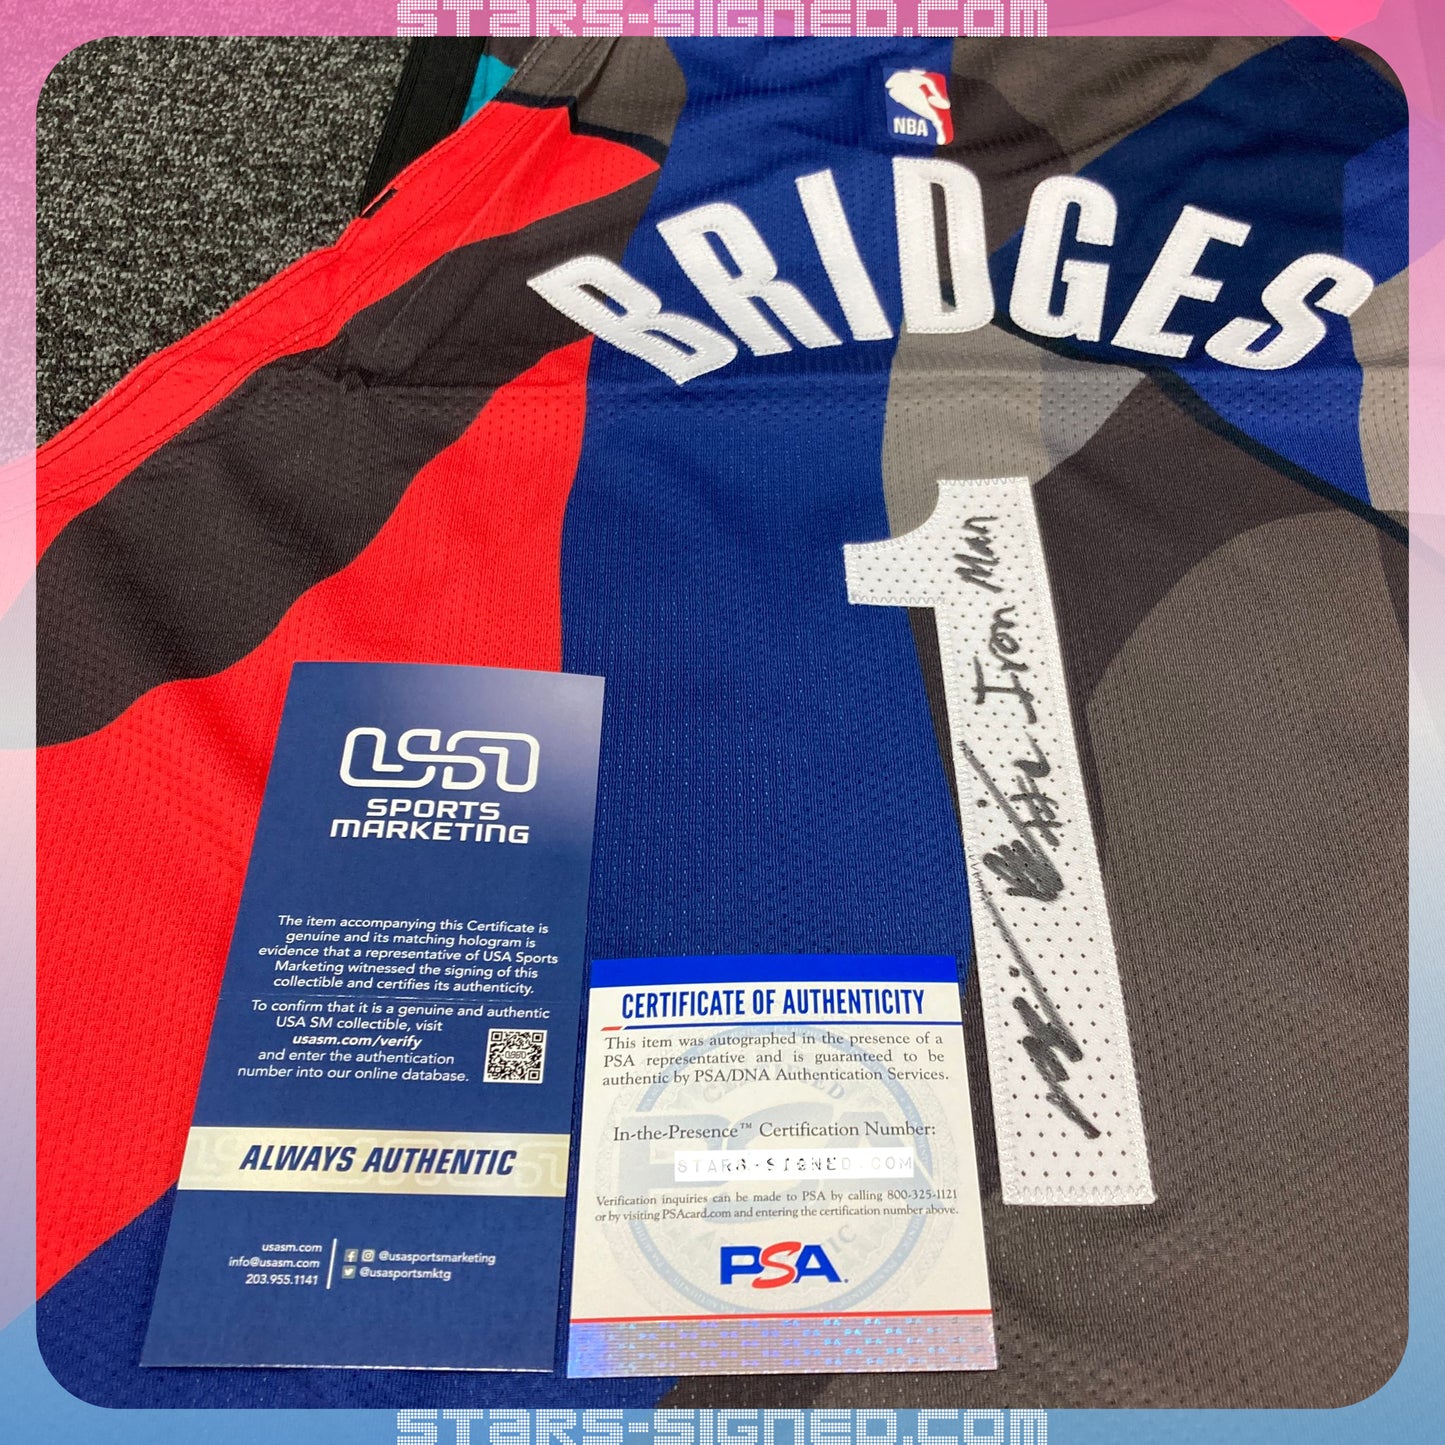 STARS-SIGNED.COM
NBA
BRIDGES
1
Iron Man
USA
SPORTS
MARKETING
The item accompanying this Certificate is
genuine and its matching hologram is
evidence that a representative of USA Sports
Marketing witnessed the signing of this
collectible and certifies its authenticity.
To confirm that it is a genuine and authentic
USA SM collectible, visit
usasm.com/verify
and enter the authentication
number into our online database.
ALWAYS AUTHENTIC
usasm.com
info@usasm.com
203.955.1141
@usasportsmarketing
@usasportsmktg
CERTIFICATE OF AUTHENTICITY
This item was autographed in the presence of a
PSA representative and is guaranteed to be
authentic by PSA/DNA Authentication Services.
In-the-Presence™ Certification Number:
STARS-SIGNED.COM
Verification inquiries can be made to PSA by calling 800-325-1121
or by visiting PSAcard.com and entering the certification number above.
PSA
STARS-SIGNED.COM